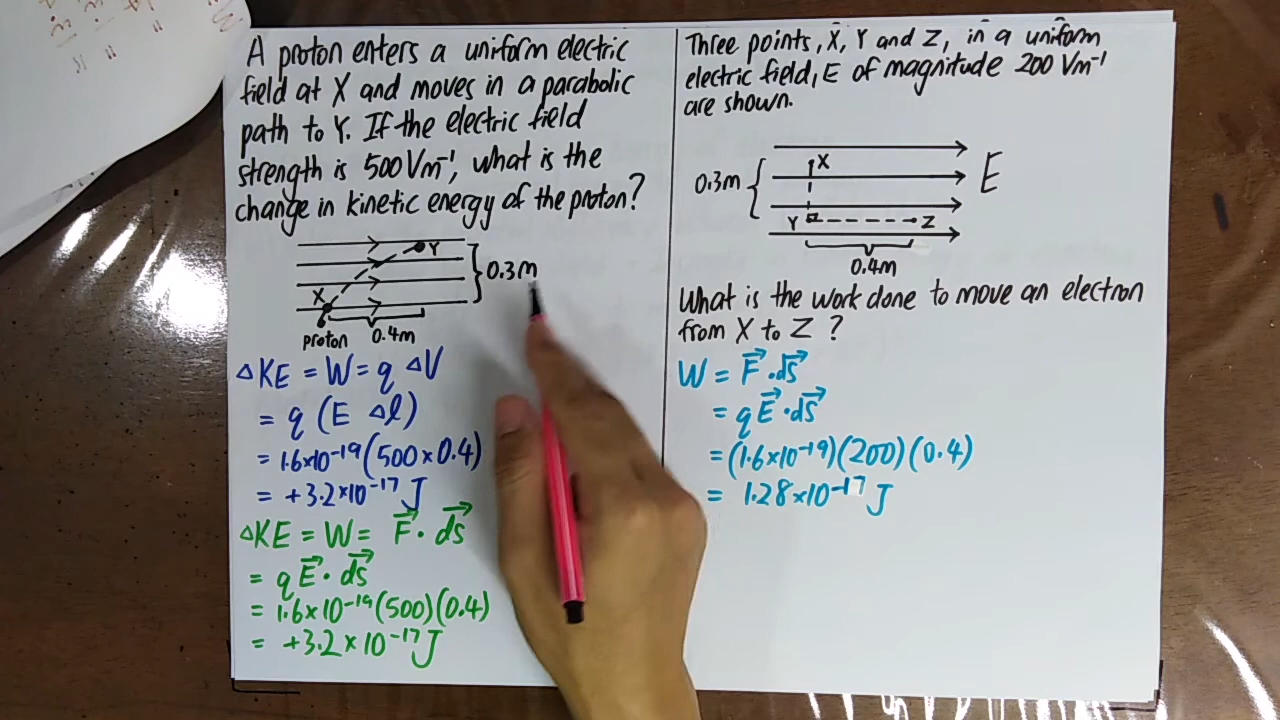 A proton enters a uniform electric
field at X and moves in a parabolic
path to Y. If the electric field
strength is 500 Vm⁻¹, what is the
change in kinetic energy of the proton?
Y
0.3m
X
proton
0.4m
ΔKE = W = q ΔV
= q (E Δl)
= 1.6×10⁻¹⁹(500×0.4)
= +3.2×10⁻¹⁷ J
ΔKE = W = F⃗ · ds⃗
= qE⃗ · ds⃗
= 1.6×10⁻¹⁹(500)(0.4)
= +3.2×10⁻¹⁷ J
Three points, X, Y and Z, in a uniform
electric field, E of magnitude 200 Vm⁻¹
are shown.
X
0.3m
E
Y
Z
0.4m
What is the work done to move an electron
from X to Z?
W = F⃗ · ds⃗
= qE⃗ · ds⃗
= (1.6×10⁻¹⁹)(200)(0.4)
= 1.28×10⁻¹⁷ J